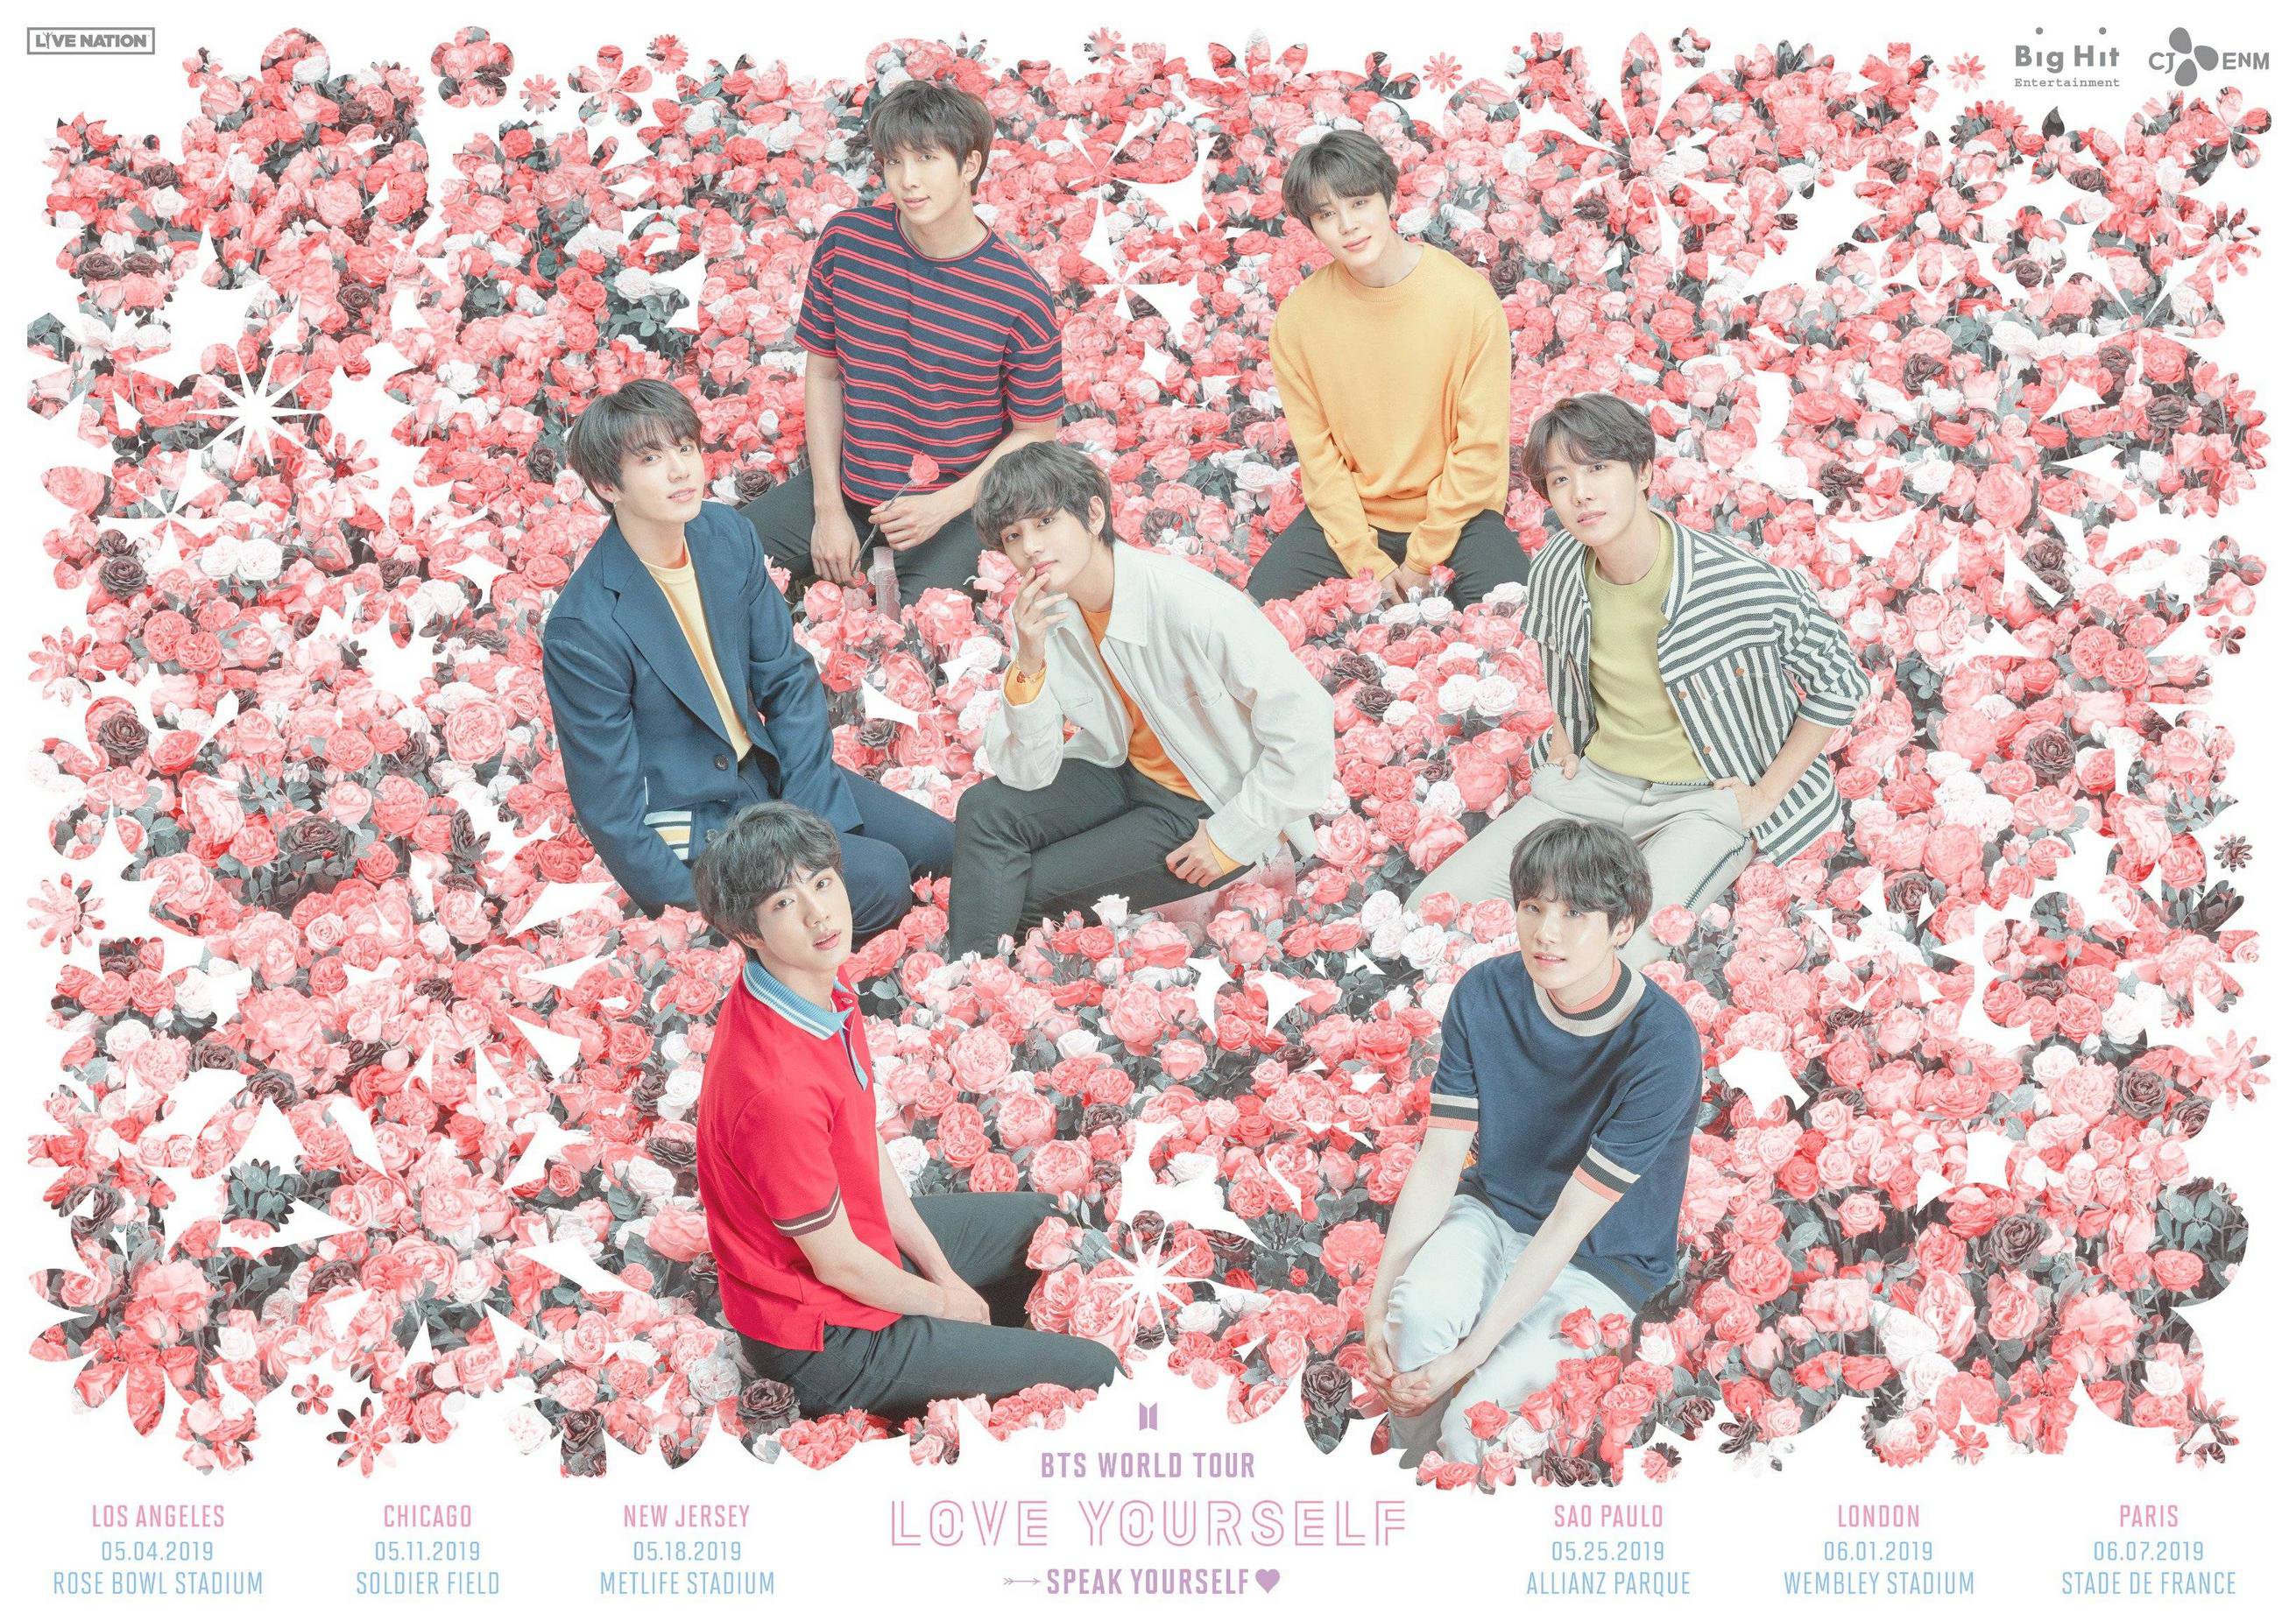 LIVE NATION
Big Hit
Entertainment
CJ ENM
BTS WORLD TOUR
LOVE YOURSELF
SPEAK YOURSELF
LOS ANGELES
05.04.2019
ROSE BOWL STADIUM
CHICAGO
05.11.2019
SOLDIER FIELD
NEW JERSEY
05.18.2019
METLIFE STADIUM
SAO PAULO
05.25.2019
ALLIANZ PARQUE
LONDON
06.01.2019
WEMBLEY STADIUM
PARIS
06.07.2019
STADE DE FRANCE